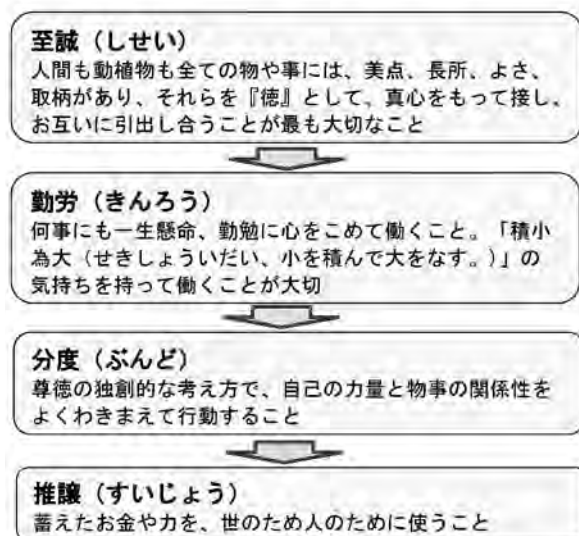 至誠（しせい）
人間も動植物も全ての物や事には、美点、長所、よさ、
取柄があり、それらを『徳』として、真心をもって接し、
お互いに引出し合うことが最も大切なこと
勤労（きんろう）
何事にも一生懸命、勤勉に心をこめて働くこと。「積小
為大（せきしょういだい、小を積んで大をなす。）」の
気持ちを持って働くことが大切
分度（ぶんど）
尊徳の独創的な考え方で、自己の力量と物事の関係性を
よくわきまえて行動すること
推譲（すいじょう）
蓄えたお金や力を、世のため人のために使うこと